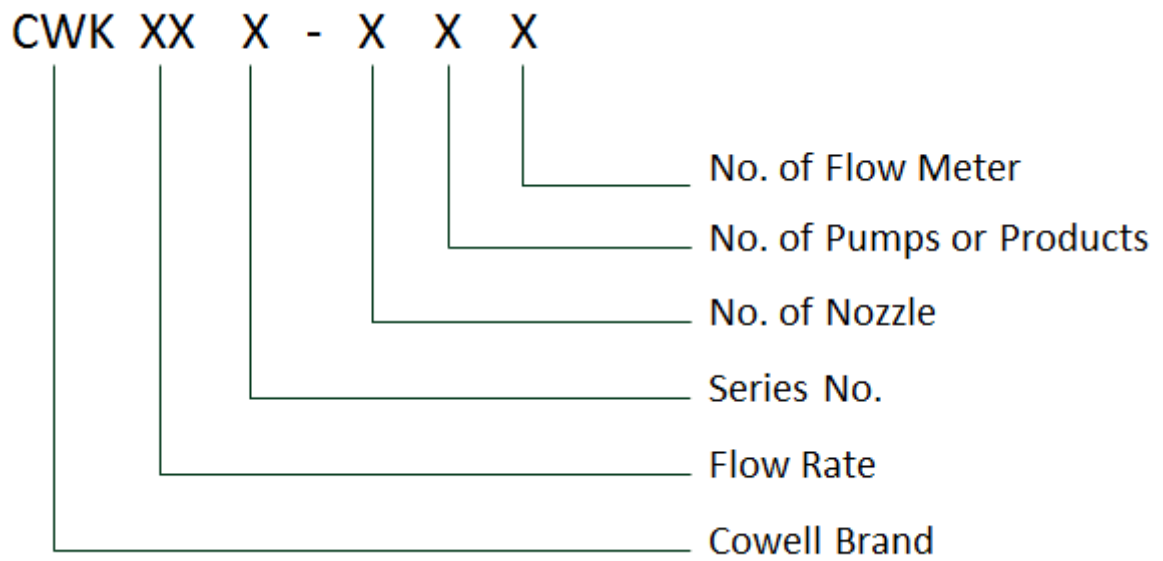 CWK XX X - X X X
No. of Flow Meter
No. of Pumps or Products
No. of Nozzle
Series No.
Flow Rate
Cowell Brand